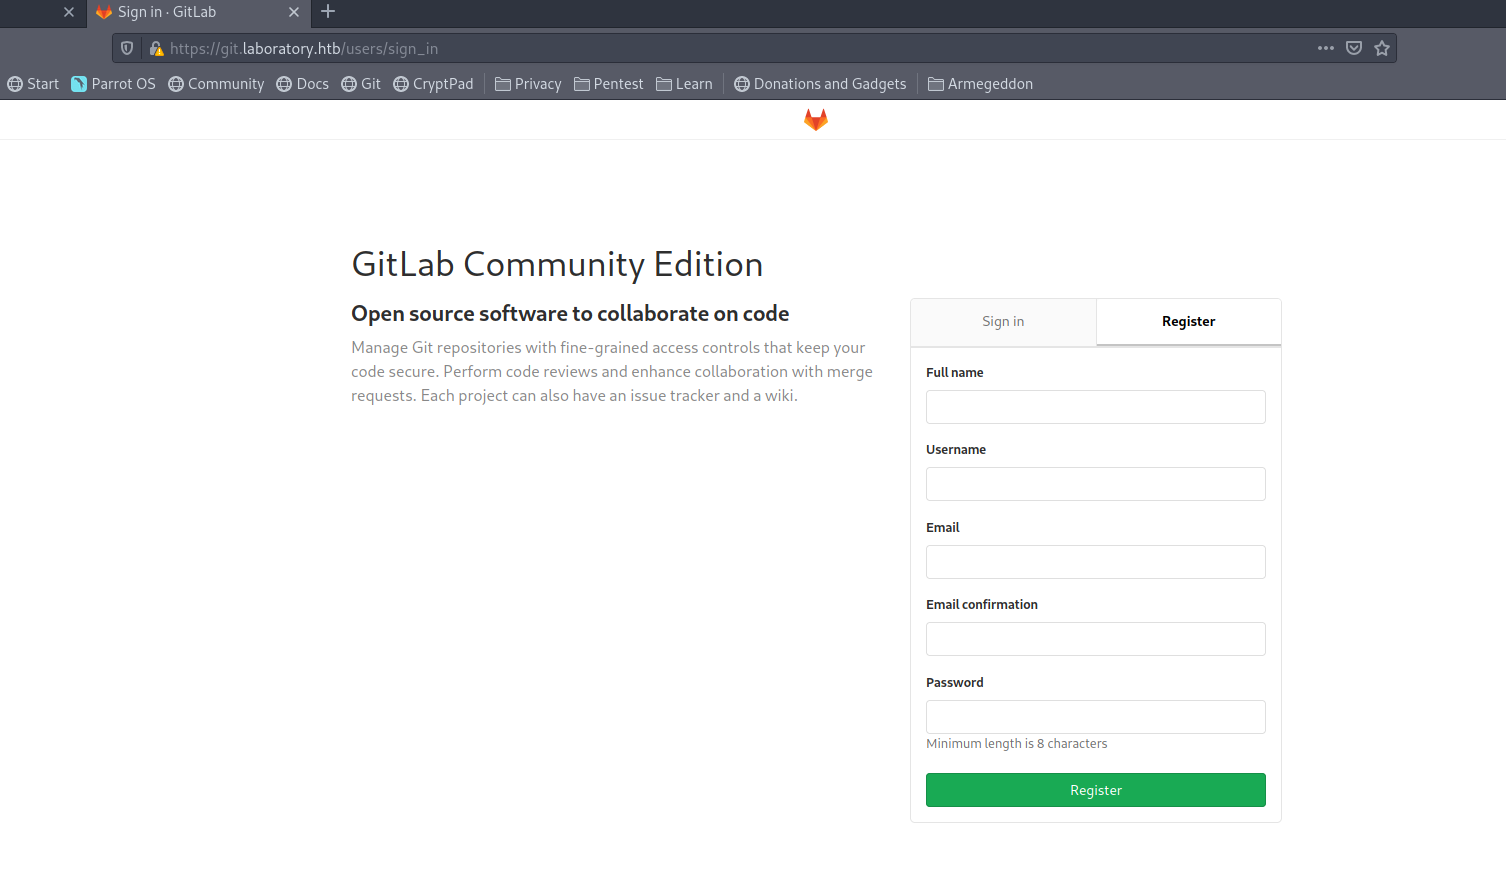 Sign in · GitLab
https://git.laboratory.htb/users/sign_in
Start Parrot OS Community Docs Git CryptPad Privacy Pentest Learn Donations and Gadgets Armegeddon
GitLab Community Edition
Open source software to collaborate on code
Manage Git repositories with fine-grained access controls that keep your
code secure. Perform code reviews and enhance collaboration with merge
requests. Each project can also have an issue tracker and a wiki.
Sign in Register
Full name
Username
Email
Email confirmation
Password
Minimum length is 8 characters
Register